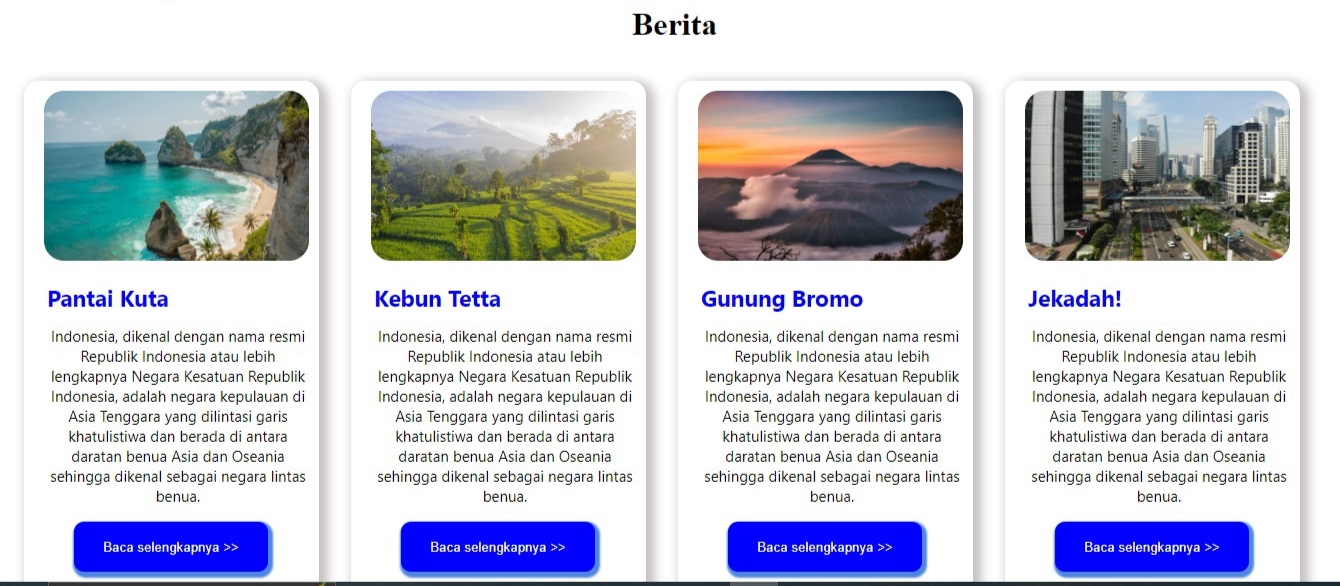 Berita
Pantai Kuta
Indonesia, dikenal dengan nama resmi
Republik Indonesia atau lebih
lengkapnya Negara Kesatuan Republik
Indonesia, adalah negara kepulauan di
Asia Tenggara yang dilintasi garis
khatulistiwa dan berada di antara
daratan benua Asia dan Oseania
sehingga dikenal sebagai negara lintas
benua.
Baca selengkapnya >>
Kebun Tetta
Indonesia, dikenal dengan nama resmi
Republik Indonesia atau lebih
lengkapnya Negara Kesatuan Republik
Indonesia, adalah negara kepulauan di
Asia Tenggara yang dilintasi garis
khatulistiwa dan berada di antara
daratan benua Asia dan Oseania
sehingga dikenal sebagai negara lintas
benua.
Baca selengkapnya >>
Gunung Bromo
Indonesia, dikenal dengan nama resmi
Republik Indonesia atau lebih
lengkapnya Negara Kesatuan Republik
Indonesia, adalah negara kepulauan di
Asia Tenggara yang dilintasi garis
khatulistiwa dan berada di antara
daratan benua Asia dan Oseania
sehingga dikenal sebagai negara lintas
benua.
Baca selengkapnya >>
Jekadah!
Indonesia, dikenal dengan nama resmi
Republik Indonesia atau lebih
lengkapnya Negara Kesatuan Republik
Indonesia, adalah negara kepulauan di
Asia Tenggara yang dilintasi garis
khatulistiwa dan berada di antara
daratan benua Asia dan Oseania
sehingga dikenal sebagai negara lintas
benua.
Baca selengkapnya >>